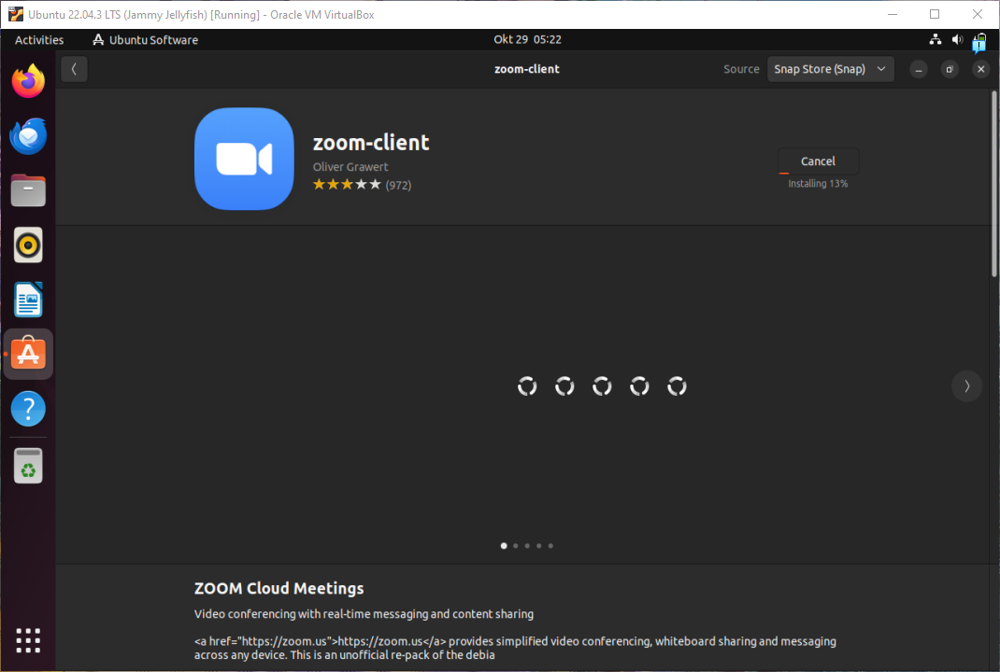 Ubuntu 22.04.3 LTS (Jammy Jellyfish) [Running] - Oracle VM VirtualBox
Activities
Ubuntu Software
Okt 29 05:22
zoom-client
Source
Snap Store (Snap)
zoom-client
Oliver Grawert
(972)
Cancel
Installing 13%
ZOOM Cloud Meetings
Video conferencing with real-time messaging and content sharing
<a href="https://zoom.us">https://zoom.us</a> provides simplified video conferencing, whiteboard sharing and messaging
across any device. This is an unofficial re-pack of the debia